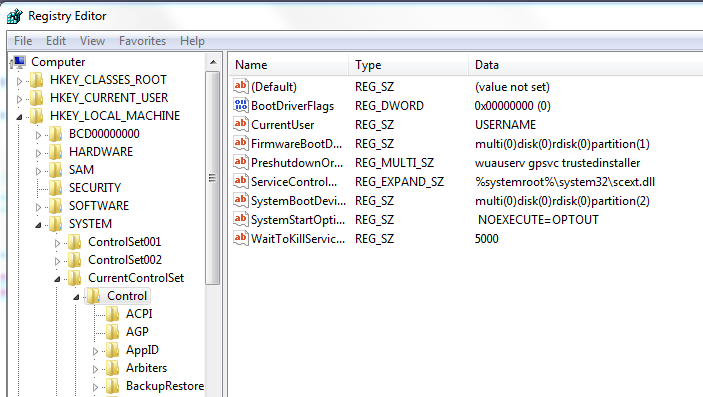 Registry Editor
File Edit View Favorites Help
Computer
HKEY_CLASSES_ROOT
HKEY_CURRENT_USER
HKEY_LOCAL_MACHINE
BCD00000000
HARDWARE
SAM
SECURITY
SOFTWARE
SYSTEM
ControlSet001
ControlSet002
CurrentControlSet
Control
ACPI
AGP
AppID
Arbiters
BackupRestore
Name Type Data
(Default) REG_SZ (value not set)
BootDriverFlags REG_DWORD 0x00000000 (0)
CurrentUser REG_SZ USERNAME
FirmwareBootD... REG_SZ multi(0)disk(0)rdisk(0)partition(1)
PreshutdownOr... REG_MULTI_SZ wuauserv gpsvc trustedinstaller
ServiceControl... REG_EXPAND_SZ %systemroot%\system32\scext.dll
SystemBootDevi... REG_SZ multi(0)disk(0)rdisk(0)partition(2)
SystemStartOpti... REG_SZ NOEXECUTE=OPTOUT
WaitToKillServic... REG_SZ 5000